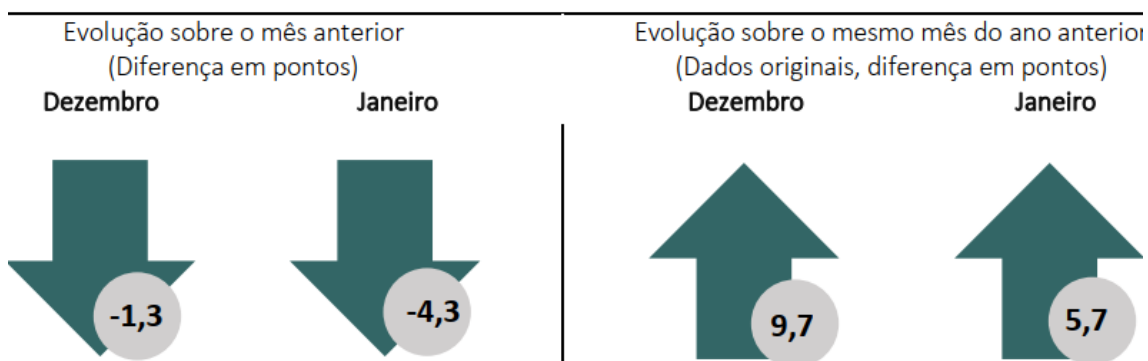 Evolução sobre o mês anterior
(Diferença em pontos)
Dezembro Janeiro
-1,3 -4,3
Evolução sobre o mesmo mês do ano anterior
(Dados originais, diferença em pontos)
Dezembro Janeiro
9,7 5,7